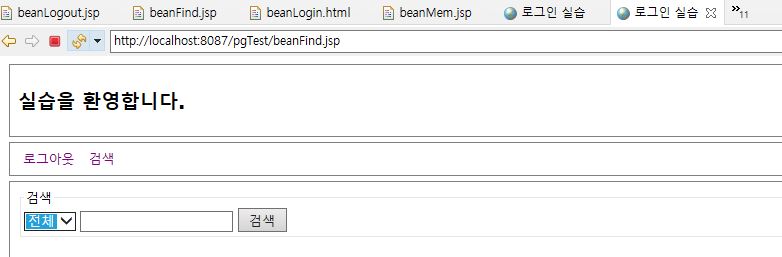 beanLogout.jsp beanFind.jsp beanLogin.html beanMem.jsp 로그인 실습 로그인 실습 »11
http://localhost:8087/pgTest/beanFind.jsp
실습을 환영합니다.
로그아웃 검색
검색
전체 검색